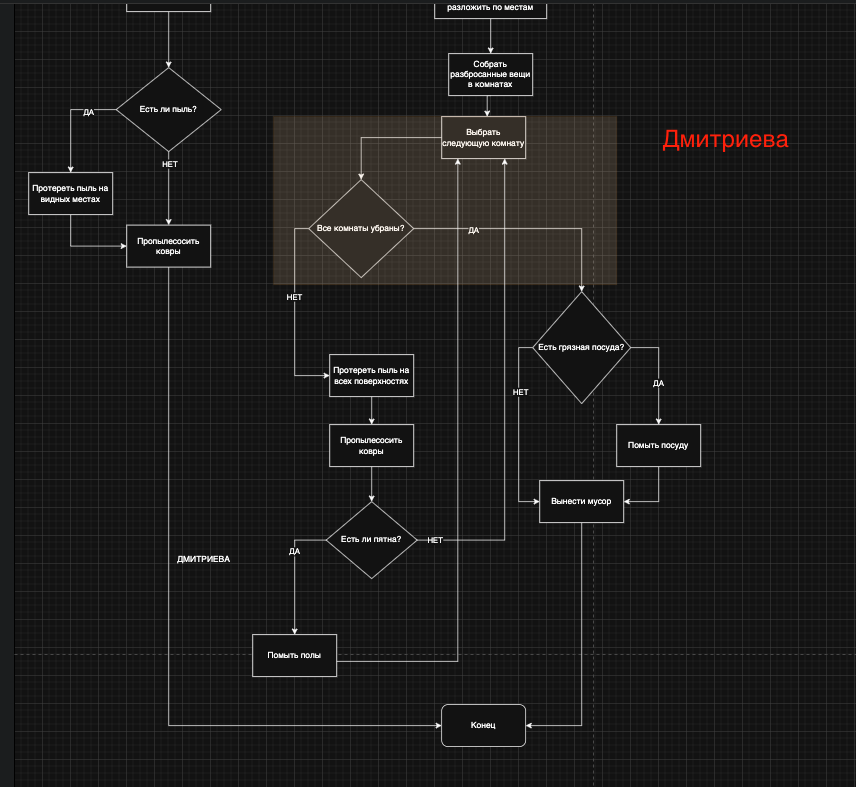 разложить по местам
Собрать
разбросанные вещи
в комнатах
Есть ли пыль?
ДА
Выбрать
следующую комнату
Дмитриева
НЕТ
Протереть пыль на
видных местах
Все комнаты убраны?
ДА
Пропылесосить
ковры
НЕТ
Есть грязная посуда?
Протереть пыль на
всех поверхностях
ДА
НЕТ
Пропылесосить
ковры
Помыть посуду
Вынести мусор
Есть ли пятна?
НЕТ
ДА
ДМИТРИЕВА
Помыть полы
Конец